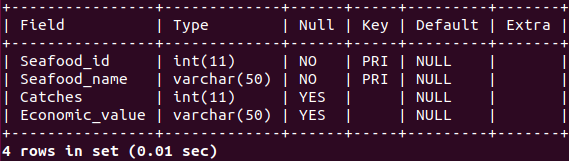 +----------------+-------------+------+-----+---------+-------+
| Field          | Type        | Null | Key | Default | Extra |
+----------------+-------------+------+-----+---------+-------+
| Seafood_id     | int(11)     | NO   | PRI | NULL    |       |
| Seafood_name   | varchar(50) | NO   | PRI | NULL    |       |
| Catches        | int(11)     | YES  |     | NULL    |       |
| Economic_value | varchar(50) | YES  |     | NULL    |       |
+----------------+-------------+------+-----+---------+-------+
4 rows in set (0.01 sec)